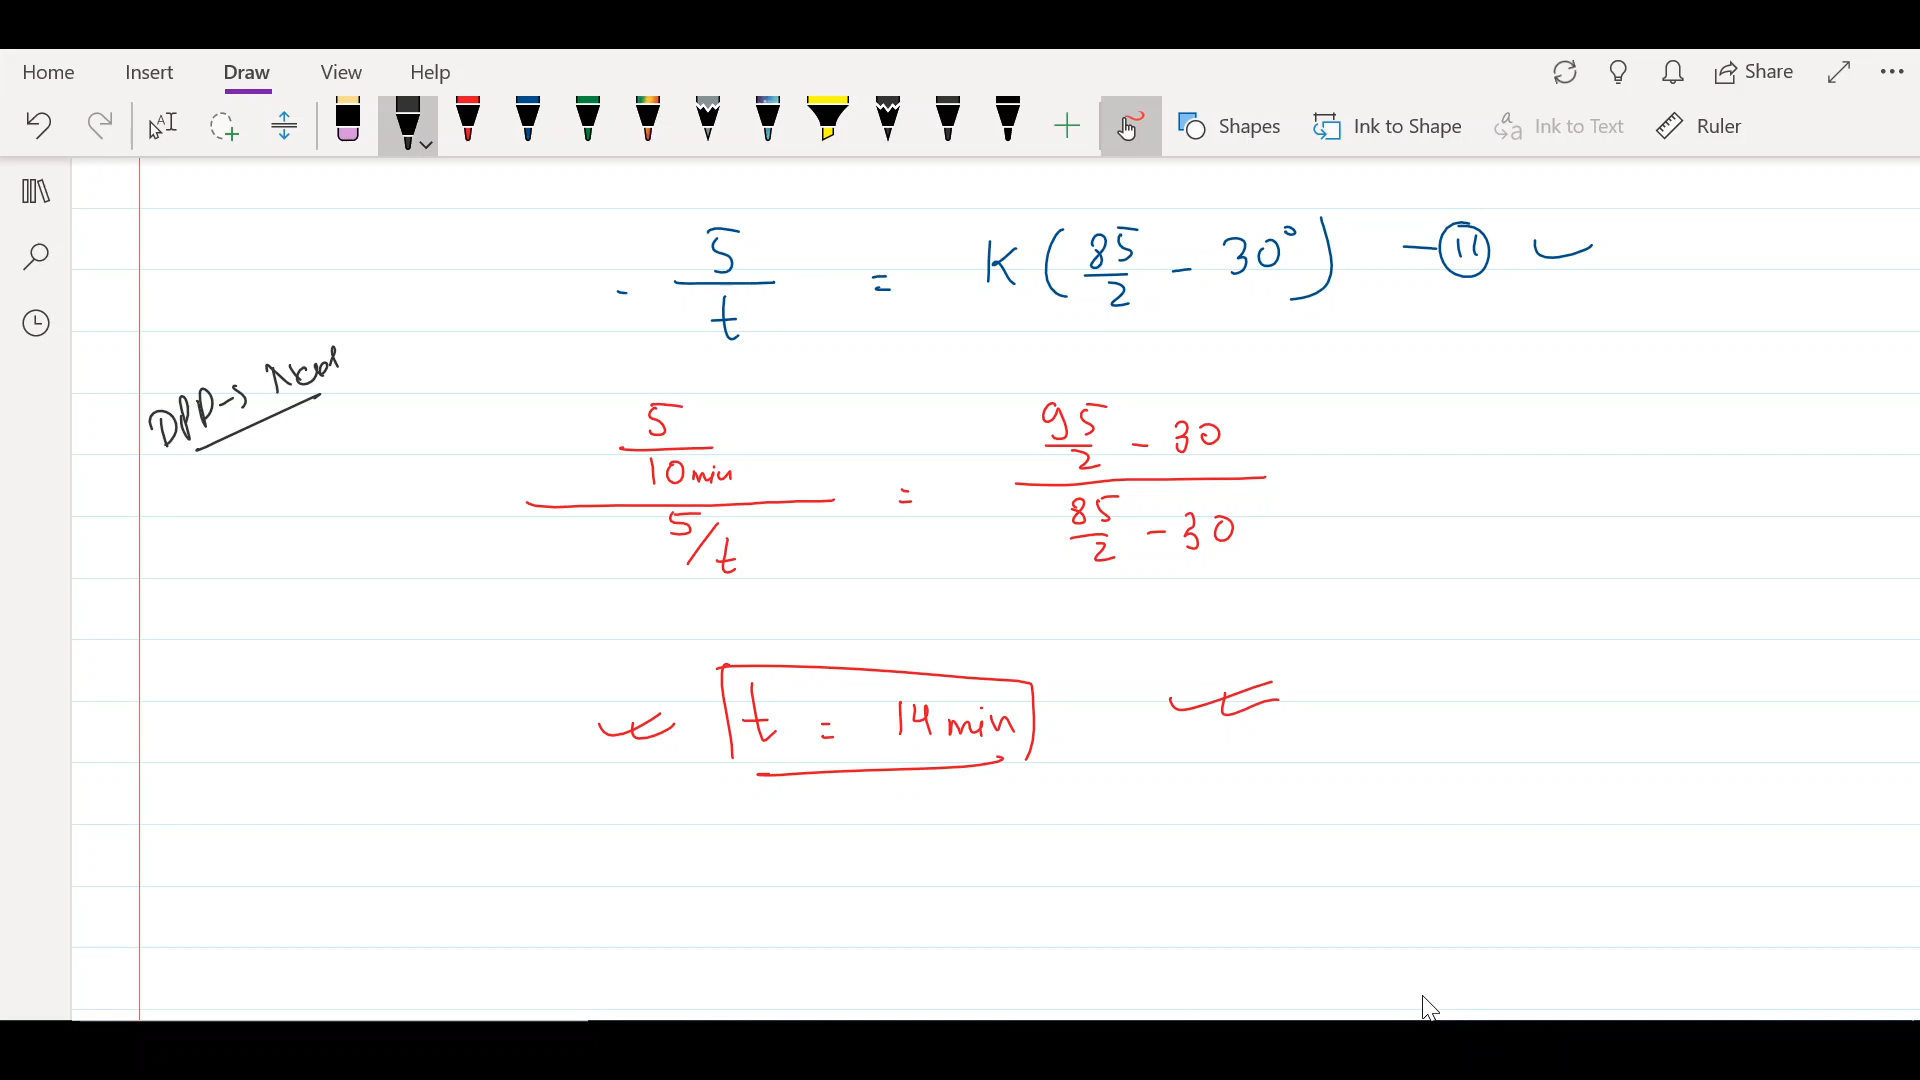 Home Insert Draw View Help Share
Shapes Ink to Shape Ink to Text Ruler
- 5/t = K(85/2 - 30°) - (II)
DPP-5
(5/10min)/(5/t) = (95/2 - 30)/(85/2 - 30)
t = 14 min